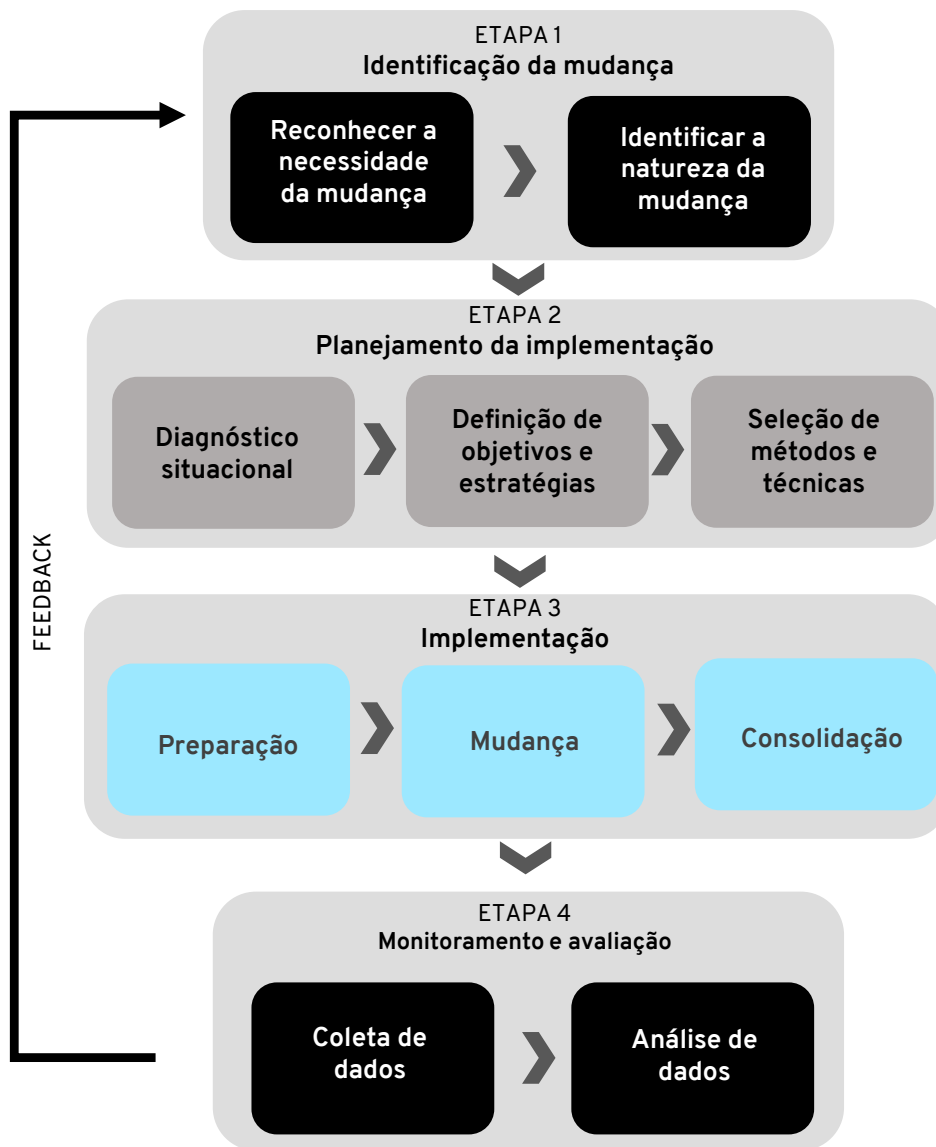 ETAPA 1
Identificação da mudança
Reconhecer a
necessidade
da mudança
Identificar a
natureza da
mudança
ETAPA 2
Planejamento da implementação
Diagnóstico
situacional
Definição de
objetivos e
estratégias
Seleção de
métodos e
técnicas
FEEDBACK
ETAPA 3
Implementação
Preparação
Mudança
Consolidação
ETAPA 4
Monitoramento e avaliação
Coleta de
dados
Análise de
dados